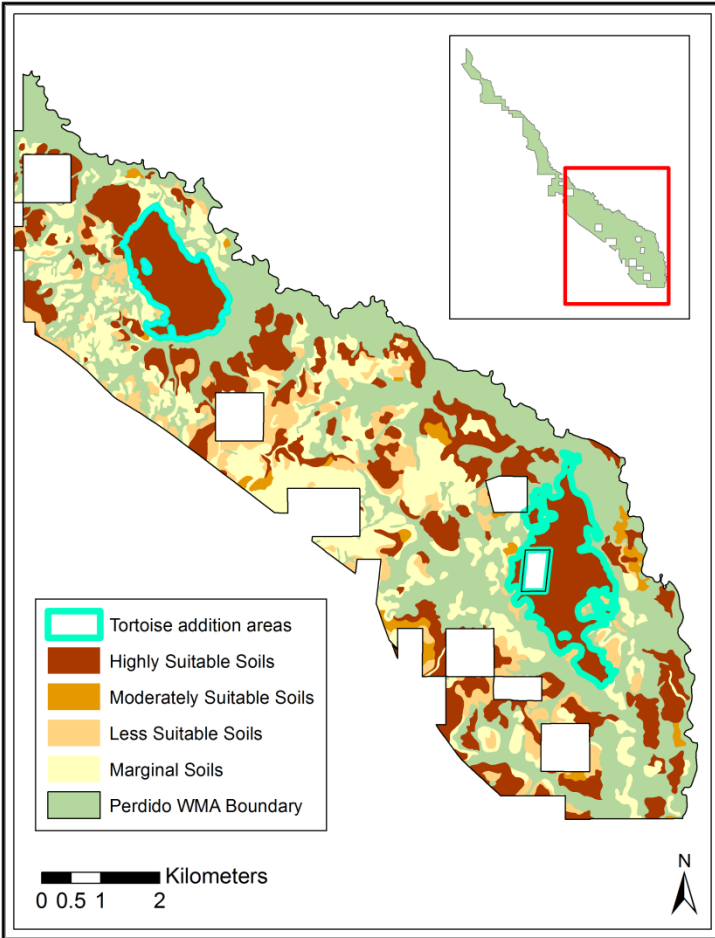 Tortoise addition areas
Highly Suitable Soils
Moderately Suitable Soils
Less Suitable Soils
Marginal Soils
Perdido WMA Boundary
Kilometers
0 0.5 1 2
N